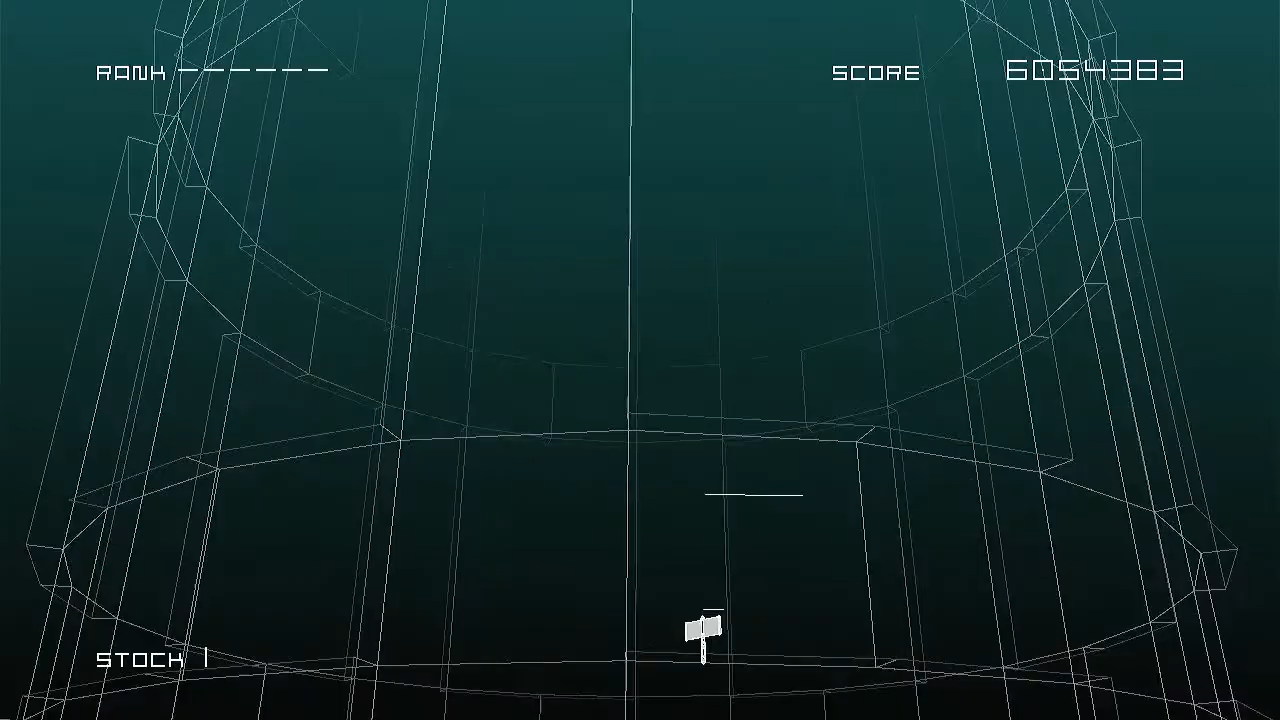 RANK ------
SCORE 6054383
STOCK 1